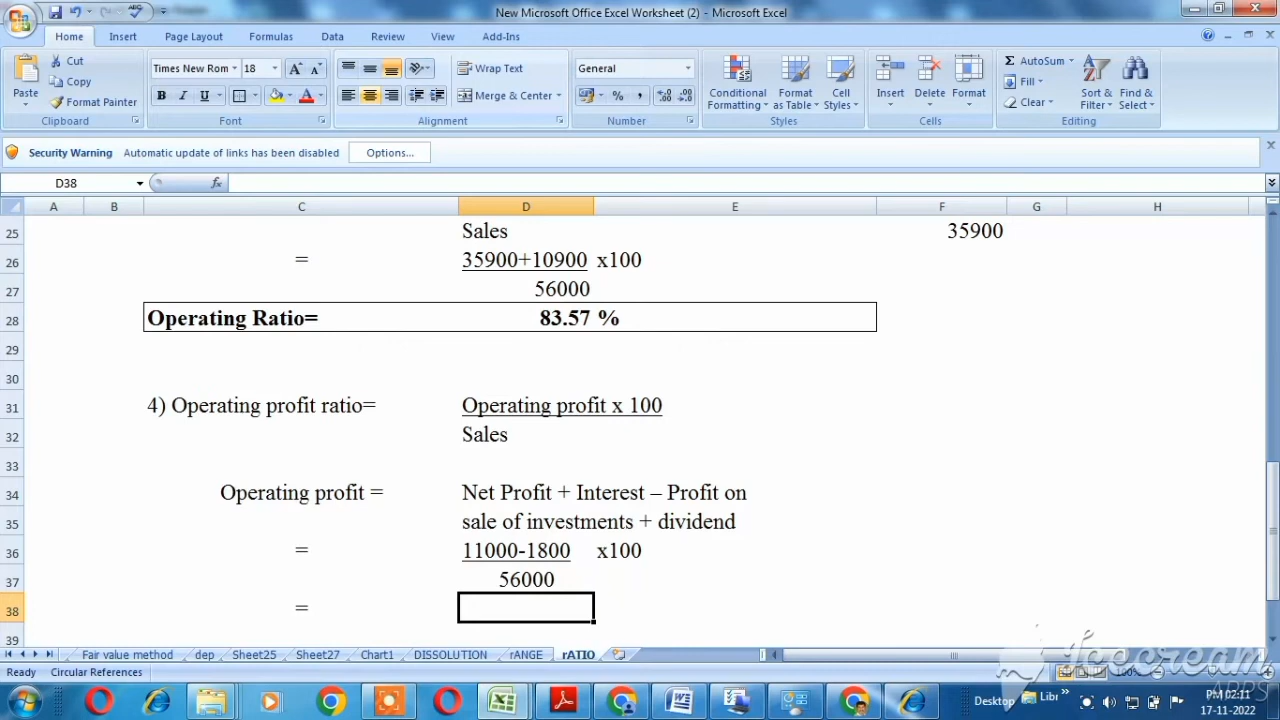 New Microsoft Office Excel Worksheet (2) - Microsoft Excel
Home Insert Page Layout Formulas Data Review View Add-Ins
Paste Cut Copy Format Painter Clipboard
Times New Rom 18 B I U Font
Wrap Text Merge & Center Alignment
General % , Number
Conditional Formatting Format as Table Cell Styles Styles
Insert Delete Format Cells
Σ AutoSum Fill Clear Sort & Filter Find & Select Editing
Security Warning Automatic update of links has been disabled Options...
D38 fx
A B C D E F G H
25 Sales 35900
26 = 35900+10900 x100
27 56000
28 Operating Ratio= 83.57 %
29
30
31 4) Operating profit ratio= Operating profit x 100
32 Sales
33
34 Operating profit = Net Profit + Interest – Profit on
35 sale of investments + dividend
36 = 11000-1800 x100
37 56000
38 =
39
Fair value method dep Sheet25 Sheet27 Chart1 DISSOLUTION rANGE rATIO
Ready Circular References 100%
Icecream
APPS
Desktop Libr » PM 02:11
17-11-2022